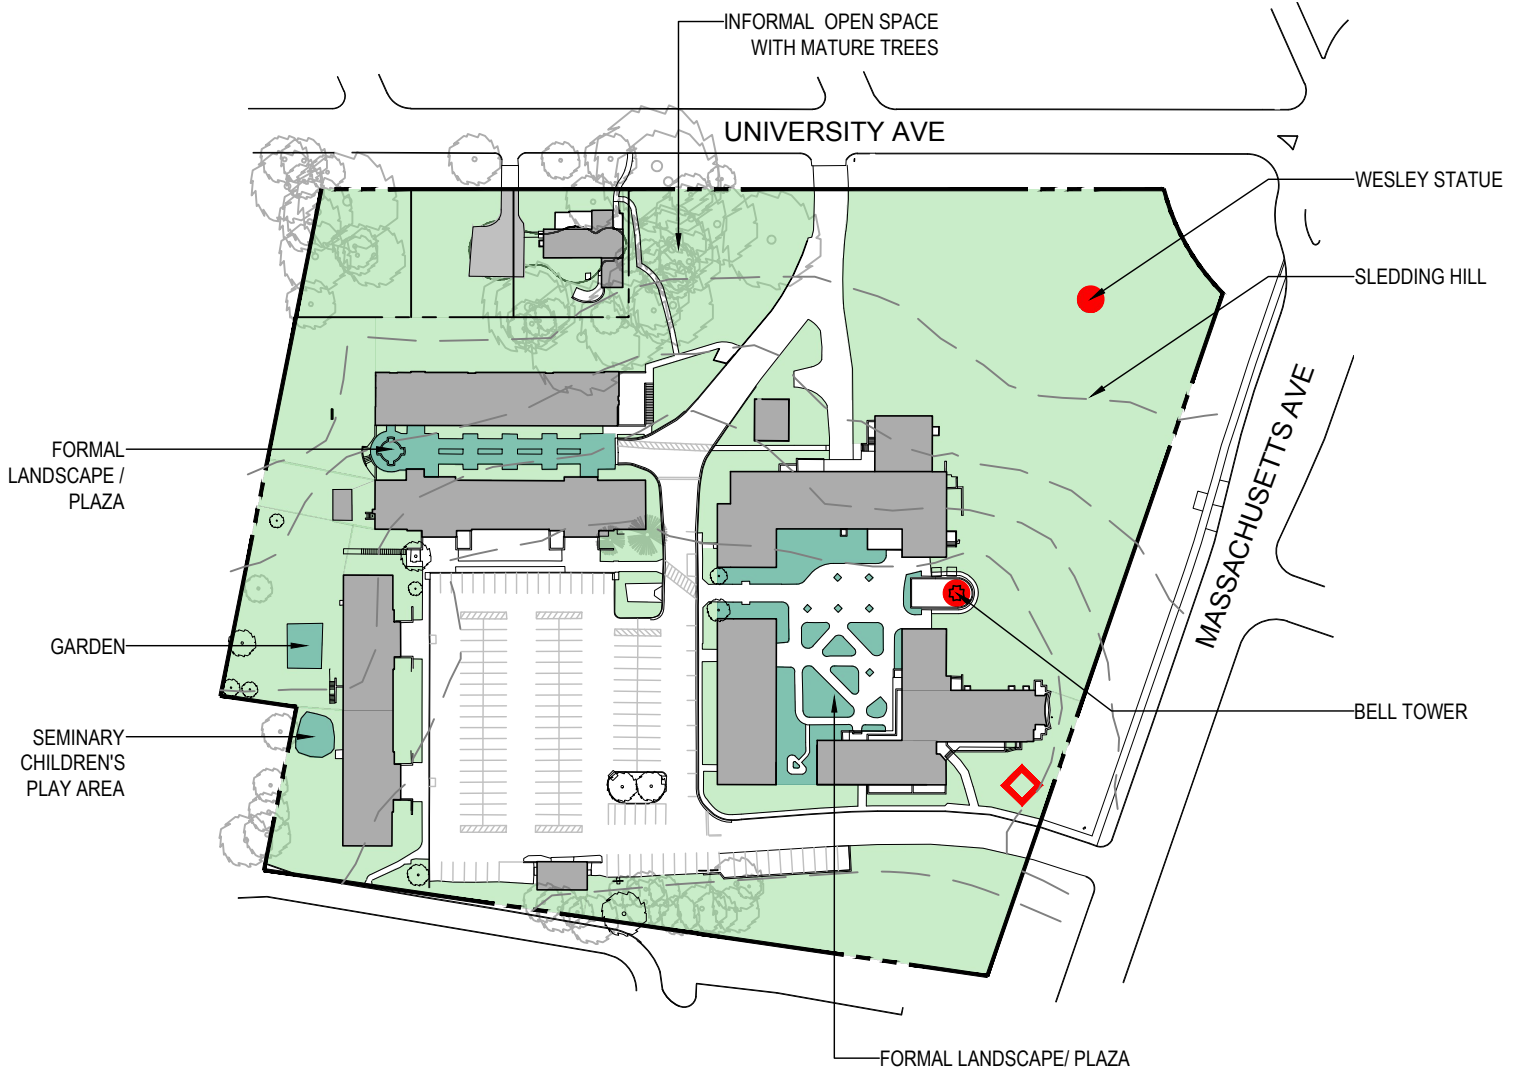 INFORMAL OPEN SPACE
WITH MATURE TREES
UNIVERSITY AVE
WESLEY STATUE
SLEDDING HILL
MASSACHUSETTS AVE
FORMAL
LANDSCAPE /
PLAZA
GARDEN
SEMINARY
CHILDREN'S
PLAY AREA
BELL TOWER
FORMAL LANDSCAPE/ PLAZA